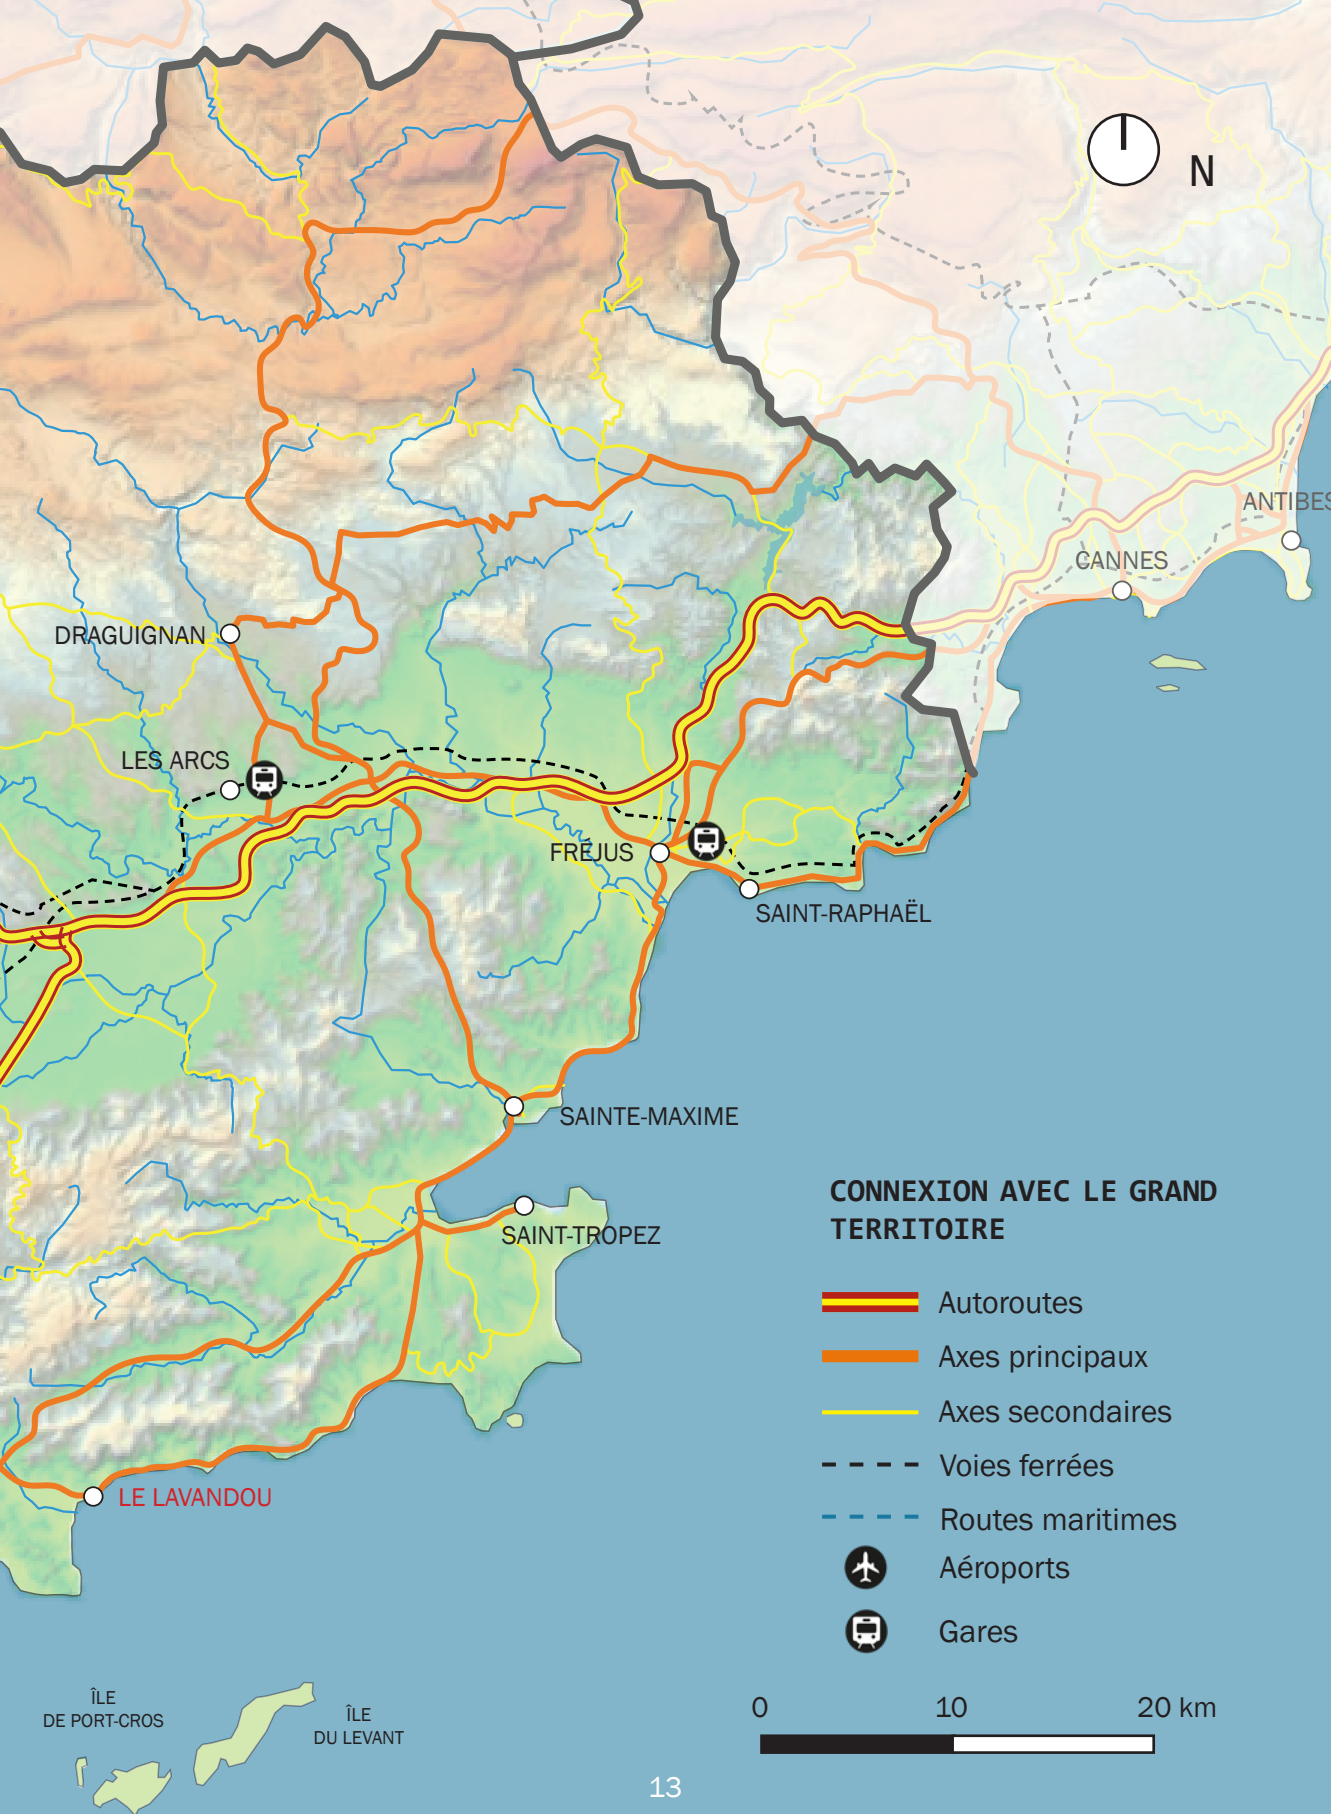 N
ANTIBES
CANNES
DRAGUIGNAN
LES ARCS
FRÉJUS
SAINT-RAPHAËL
SAINTE-MAXIME
SAINT-TROPEZ
CONNEXION AVEC LE GRAND
TERRITOIRE
Autoroutes
Axes principaux
Axes secondaires
Voies ferrées
Routes maritimes
Aéroports
Gares
LE LAVANDOU
ÎLE
DE PORT-CROS
ÎLE
DU LEVANT
0 10 20 km
13